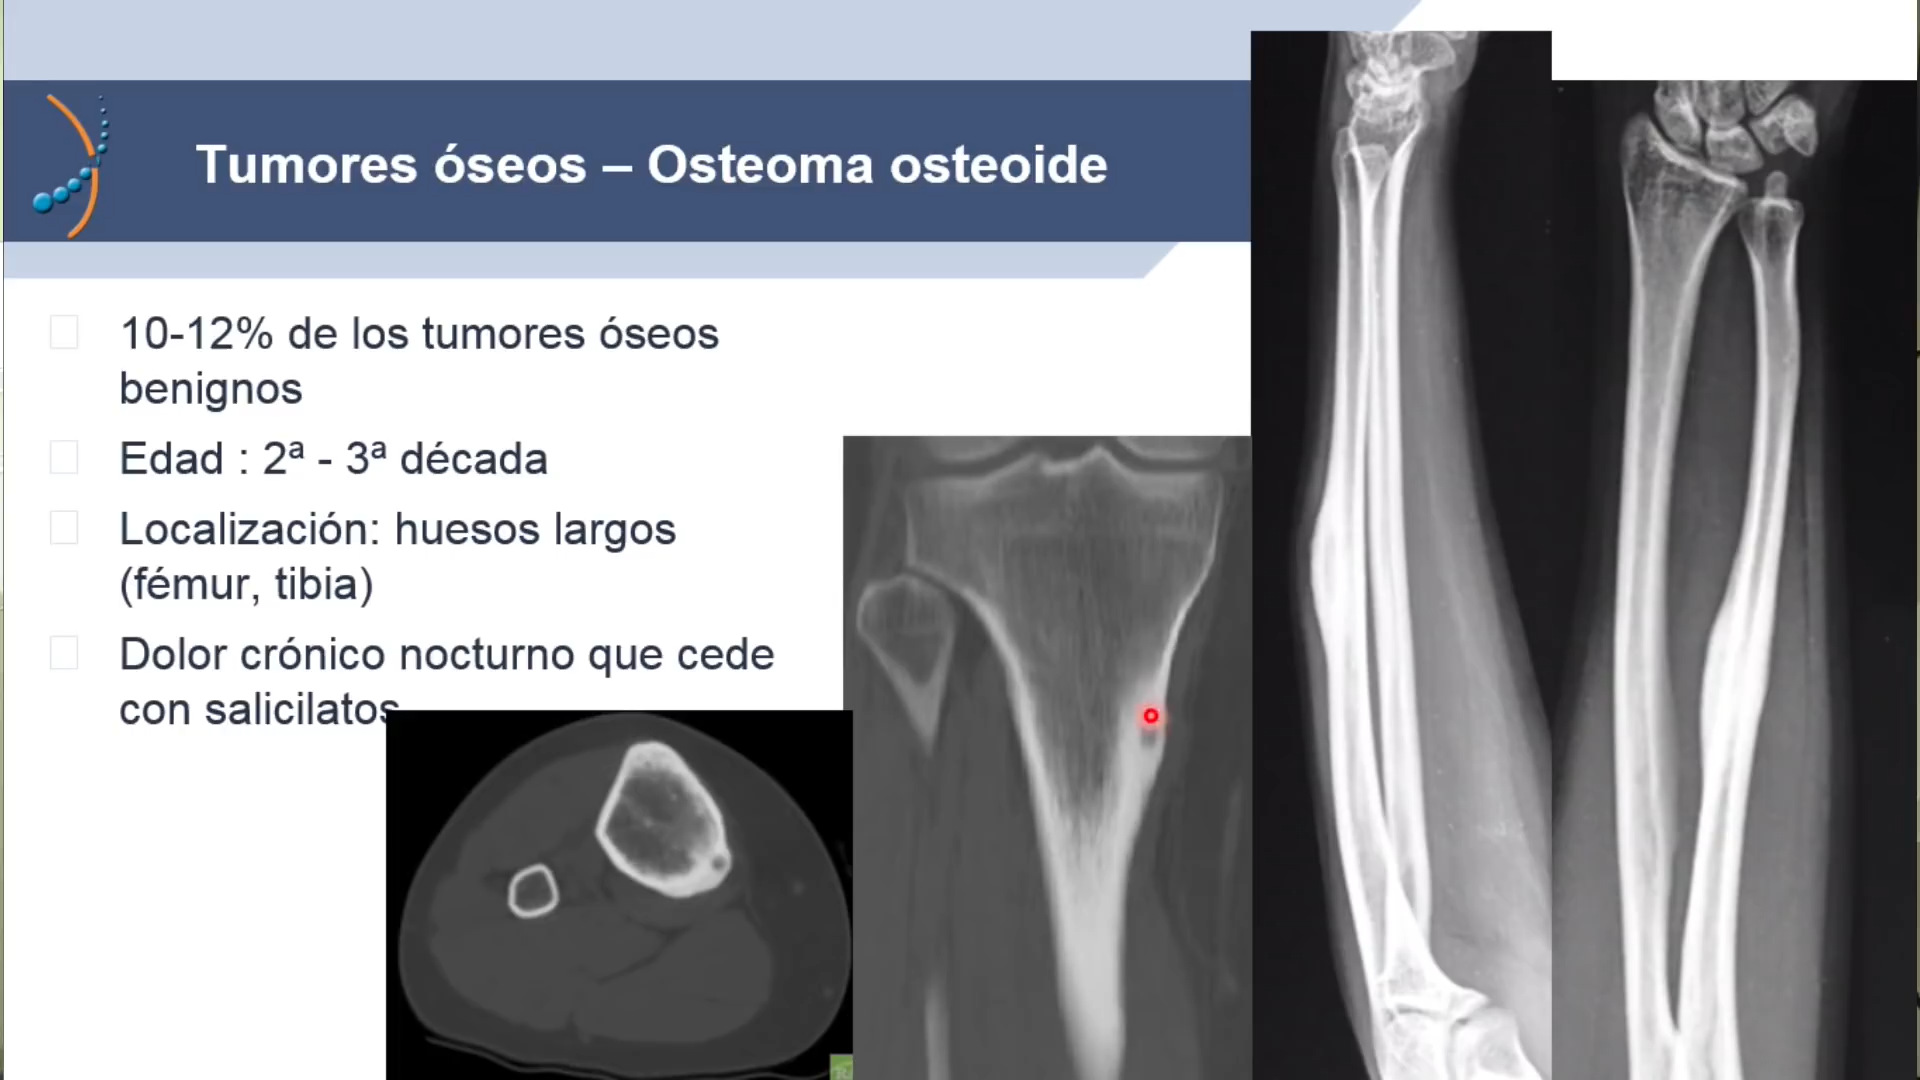 Tumores óseos – Osteoma osteoide
10-12% de los tumores óseos
benignos
Edad : 2ª - 3ª década
Localización: huesos largos
(fémur, tibia)
Dolor crónico nocturno que cede
con salicilatos